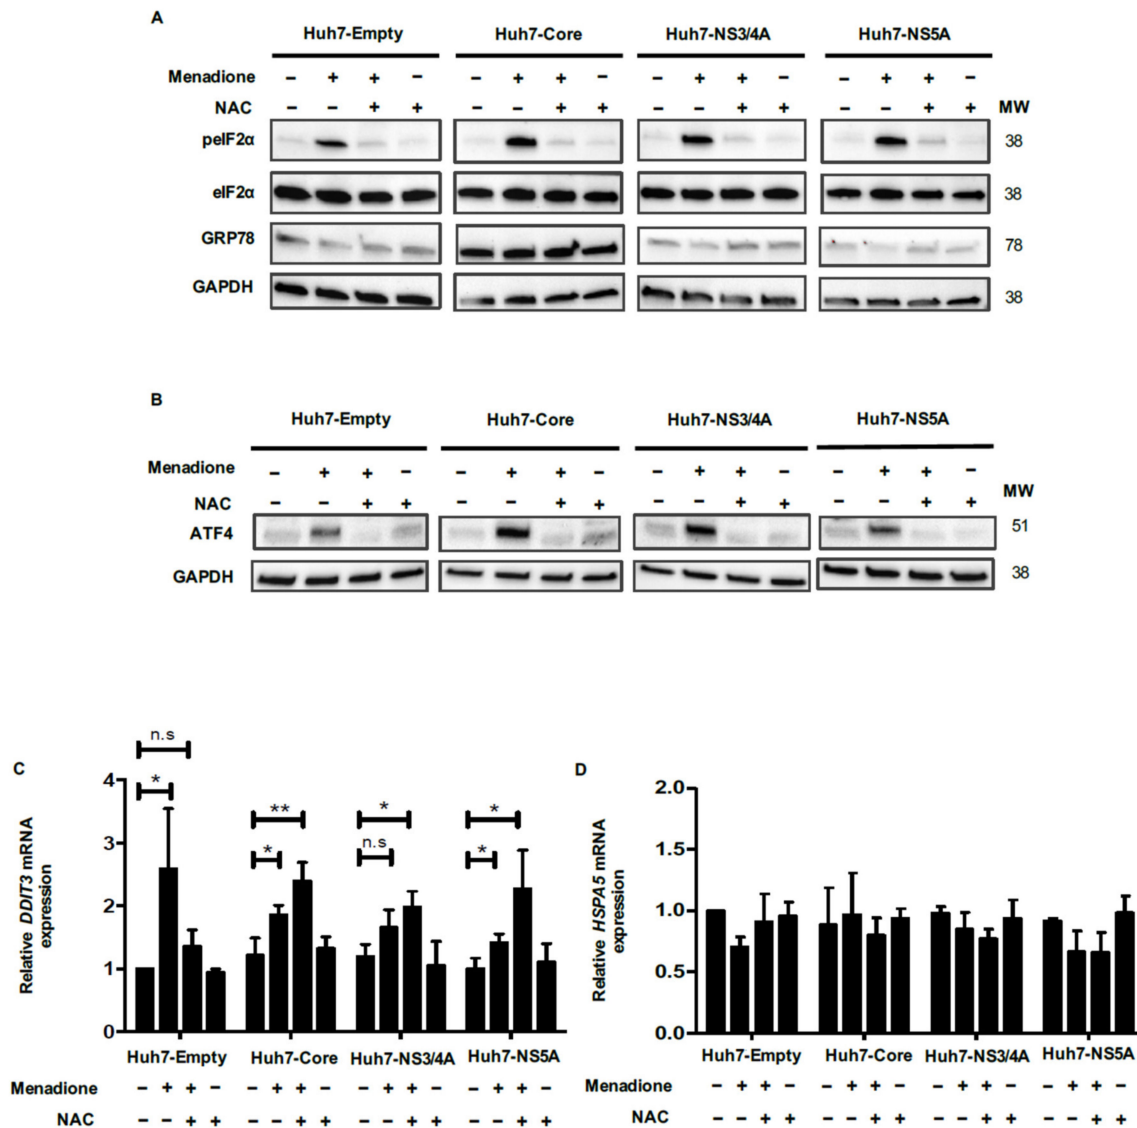 A
Huh7-Empty Huh7-Core Huh7-NS3/4A Huh7-NS5A
Menadione – + + – – + + – – + + – – + + –
NAC – – + + – – + + – – + + – – + + MW
peIF2α 38
eIF2α 38
GRP78 78
GAPDH 38
B
Huh7-Empty Huh7-Core Huh7-NS3/4A Huh7-NS5A
Menadione – + + – – + + – – + + – – + + –
NAC – – + + – – + + – – + + – – + + MW
ATF4 51
GAPDH 38
C
Relative DDIT3 mRNA
expression
4
3
2
1
0
n.s
*
**
*
*
n.s
*
*
Huh7-Empty Huh7-Core Huh7-NS3/4A Huh7-NS5A
Menadione – + + – – + + – – + + – – + + –
NAC – – + + – – + + – – + + – – + +
D
Relative HSPA5 mRNA
expression
2.0
1.5
1.0
0.5
0.0
Huh7-Empty Huh7-Core Huh7-NS3/4A Huh7-NS5A
Menadione – + + – – + + – – + + – – + + –
NAC – – + + – – + + – – + + – – + +